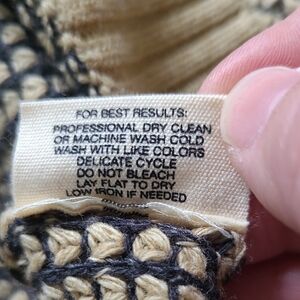 FOR BEST RESULTS:
PROFESSIONAL DRY CLEAN
OR MACHINE WASH COLD
WASH WITH LIKE COLORS
DELICATE CYCLE
DO NOT BLEACH
LAY FLAT TO DRY
LOW IRON IF NEEDED